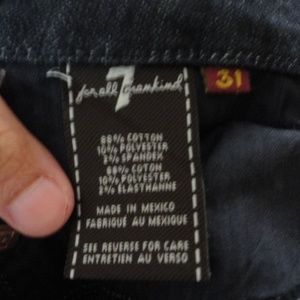 7
for all mankind
31
88% COTTON
10% POLYESTER
2% SPANDEX
88% COTON
10% POLYESTER
2% ELASTHANNE
MADE IN MEXICO
FABRIQUÉ AU MEXIQUE
SEE REVERSE FOR CARE
ENTRETIEN AU VERSO